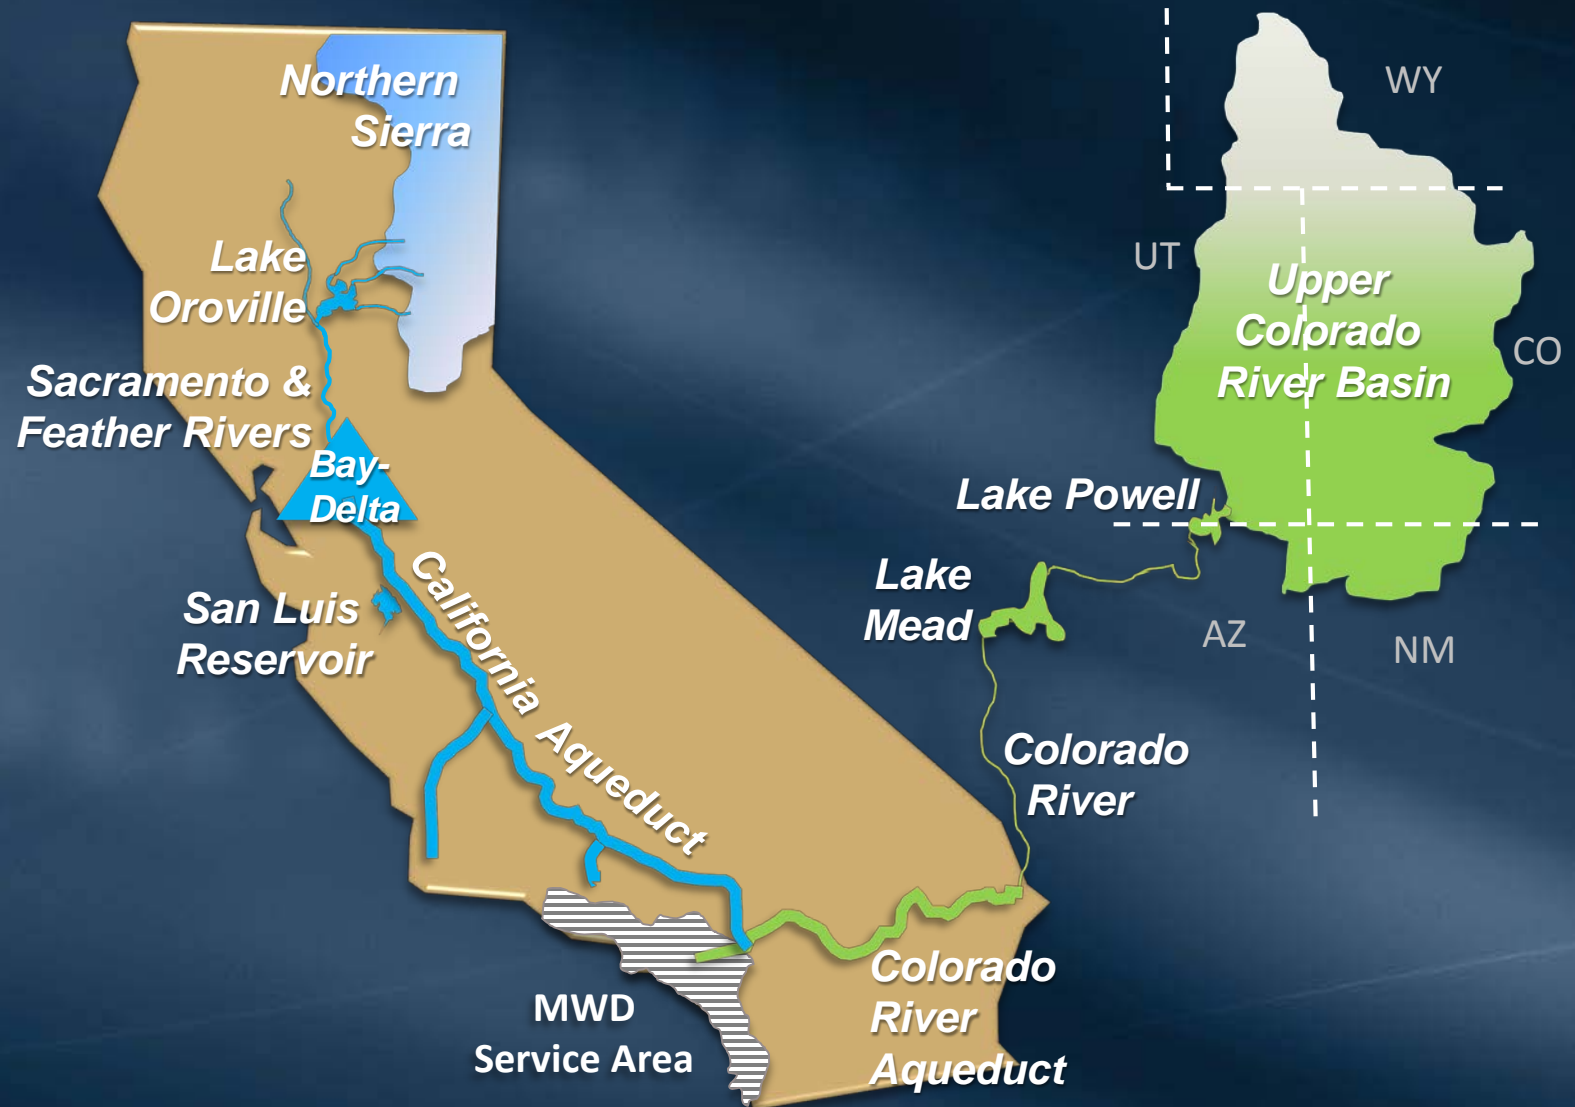 Northern
Sierra
Lake
Oroville
Sacramento &
Feather Rivers
Bay-
Delta
San Luis
Reservoir
California Aqueduct
MWD
Service Area
WY
UT
Upper
Colorado
River Basin
CO
Lake Powell
Lake
Mead
AZ
NM
Colorado
River
Colorado
River
Aqueduct